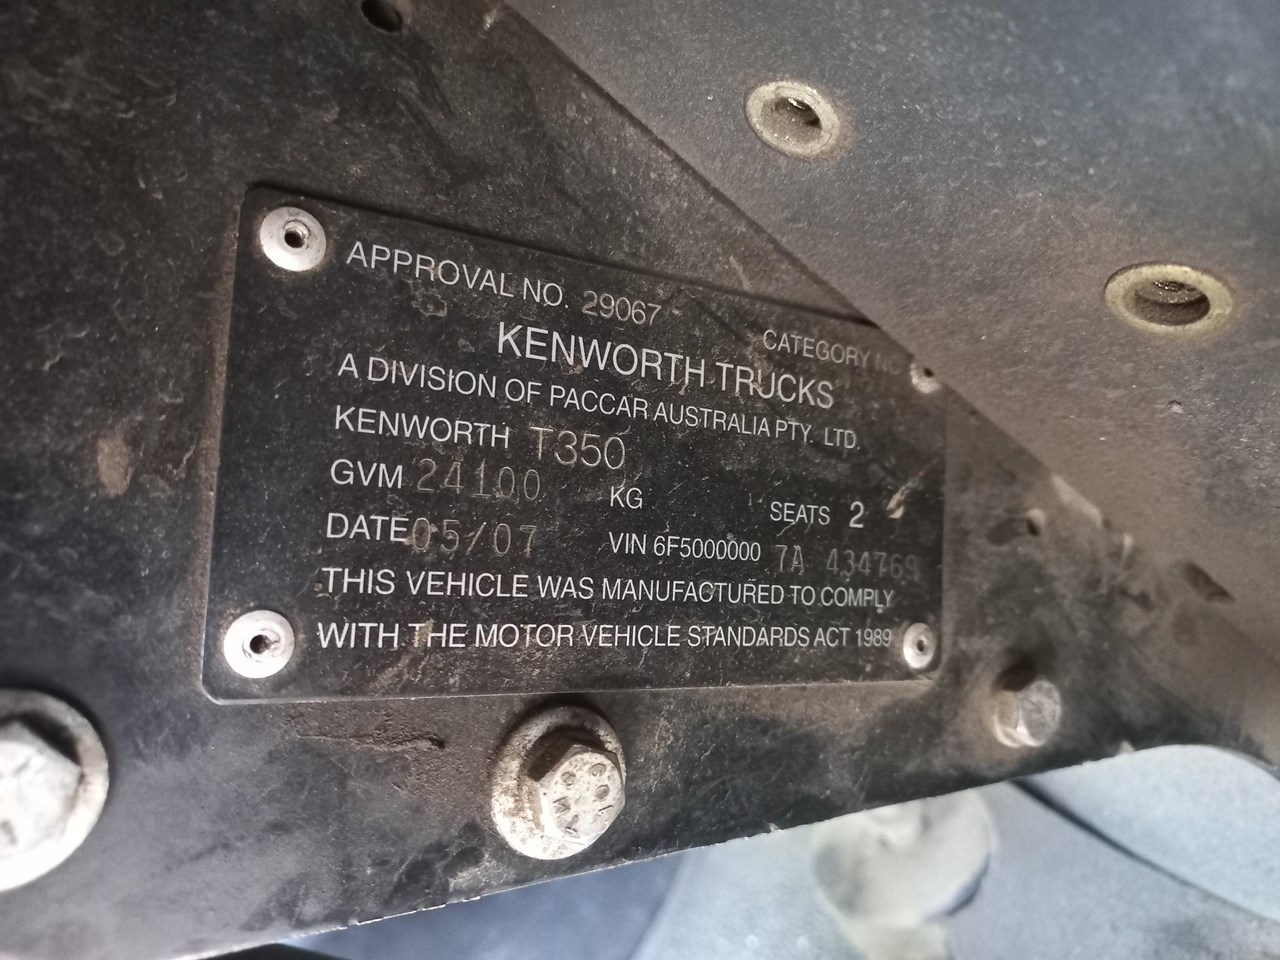 APPROVAL NO. 29067
CATEGORY
KENWORTH TRUCKS
A DIVISION OF PACCAR AUSTRALIA PTY. LTD.
KENWORTH T350
GVM 24100 KG SEATS 2
DATE 05/07 VIN 6F5000000 7A 434769
THIS VEHICLE WAS MANUFACTURED TO COMPLY
WITH THE MOTOR VEHICLE STANDARDS ACT 1989